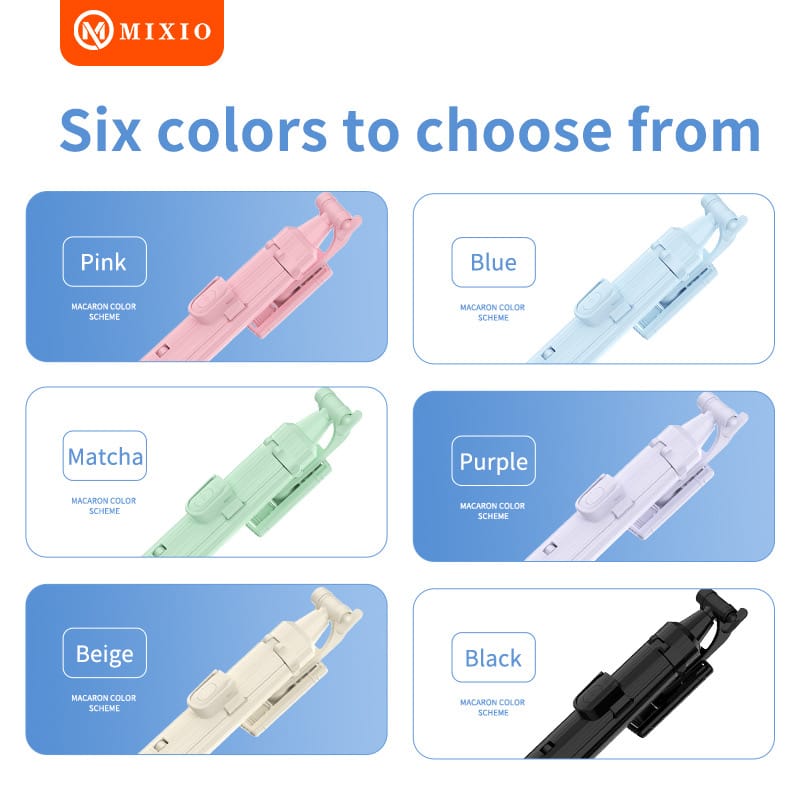 MIXIO
Six colors to choose from
Pink
MACARON COLOR
SCHEME
Blue
MACARON COLOR
SCHEME
Matcha
MACARON COLOR
SCHEME
Purple
MACARON COLOR
SCHEME
Beige
MACARON COLOR
SCHEME
Black
MACARON COLOR
SCHEME